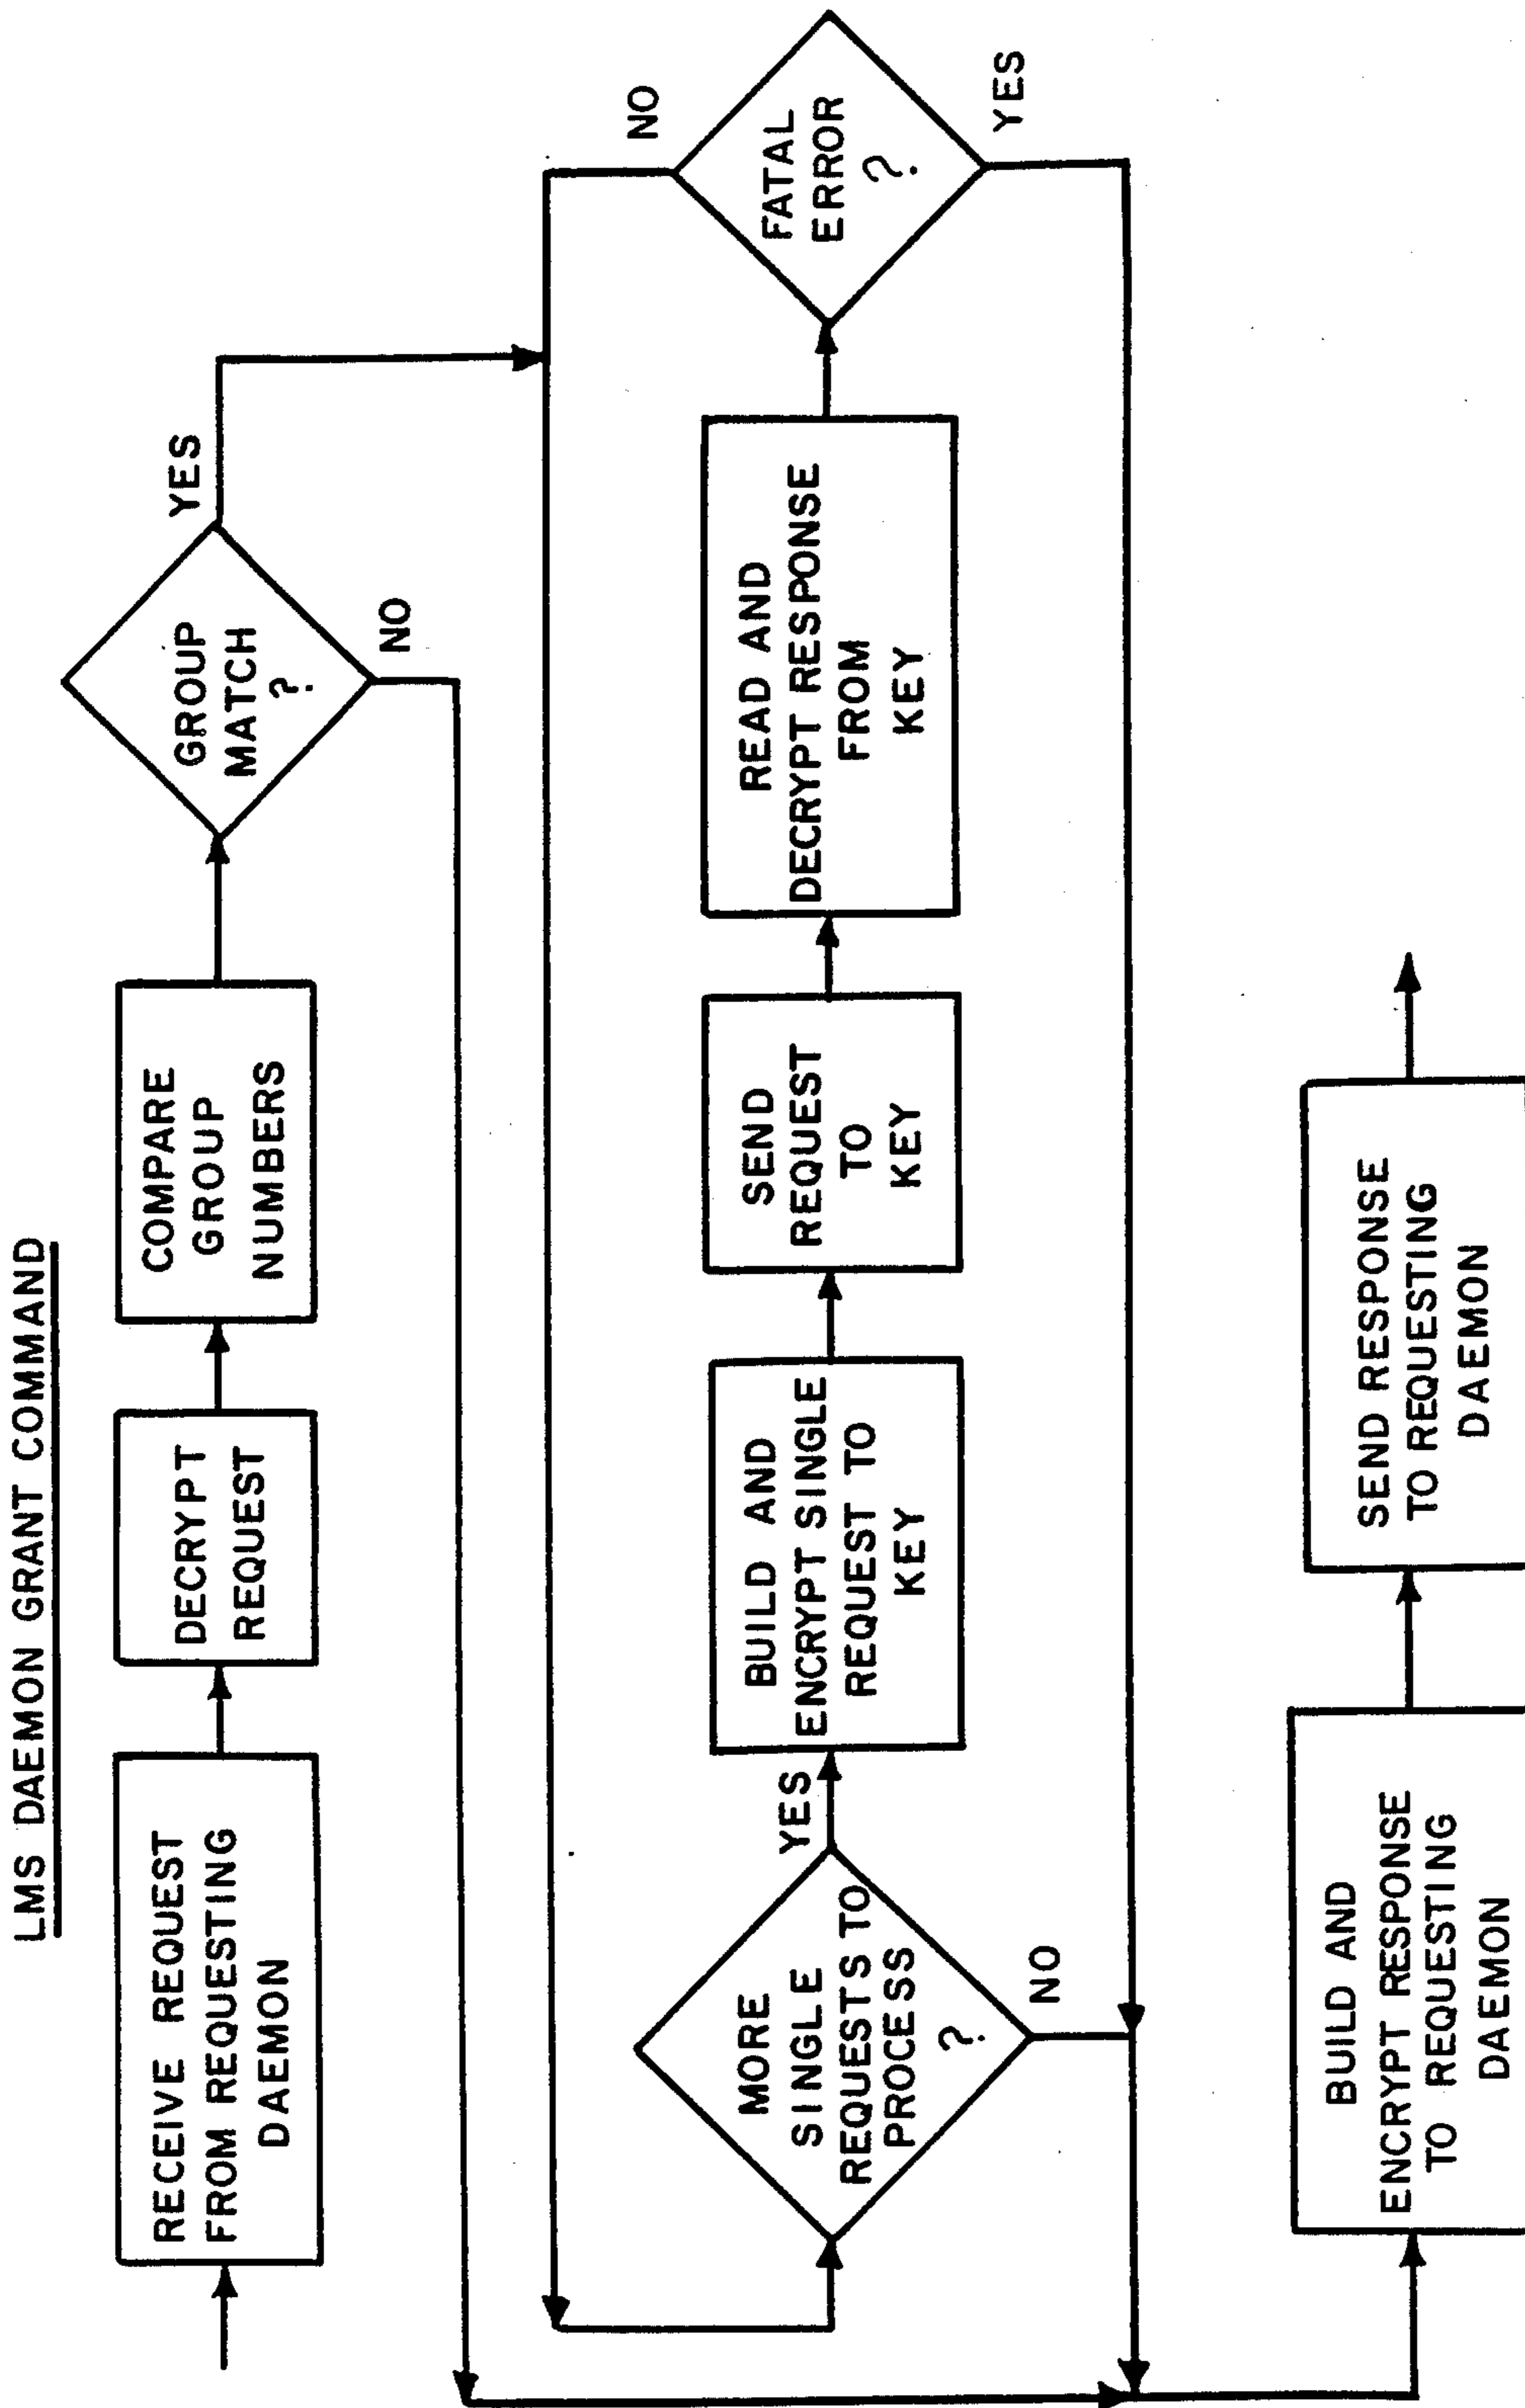 LMS DAEMON GRANT COMMAND
RECEIVE REQUEST
FROM REQUESTING
DAEMON
DECRYPT
REQUEST
COMPARE
GROUP
NUMBERS
GROUP
MATCH
?
YES
NO
MORE
SINGLE
REQUESTS TO
PROCESS
?
YES
NO
BUILD AND
ENCRYPT SINGLE
REQUEST TO
KEY
SEND
REQUEST
TO
KEY
READ AND
DECRYPT RESPONSE
FROM
KEY
FATAL
ERROR
?
NO
YES
BUILD AND
ENCRYPT RESPONSE
TO REQUESTING
DAEMON
SEND RESPONSE
TO REQUESTING
DAEMON